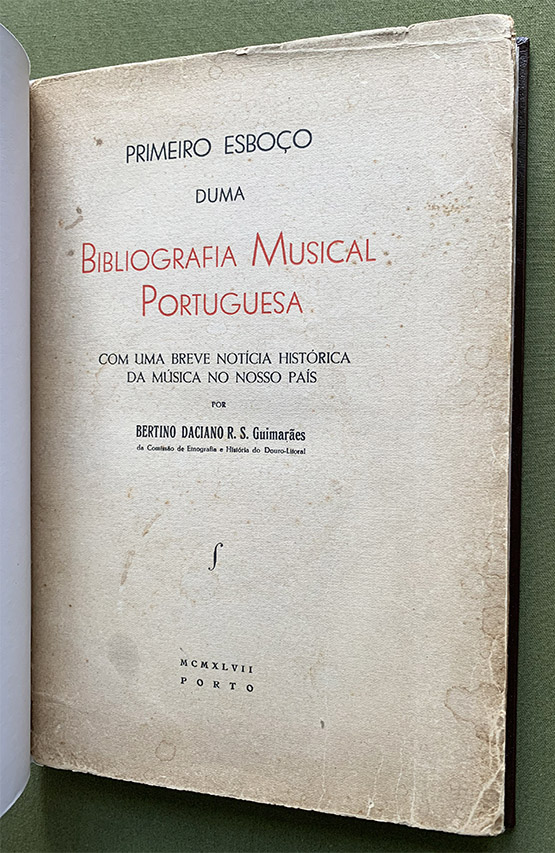 PRIMEIRO ESBOÇO
DUMA
BIBLIOGRAFIA MUSICAL
PORTUGUESA
COM UMA BREVE NOTÍCIA HISTÓRICA
DA MÚSICA NO NOSSO PAÍS
POR
BERTINO DACIANO R. S. Guimarães
da Comissão de Etnografia e História do Douro-Litoral
MCMXLVII
PORTO